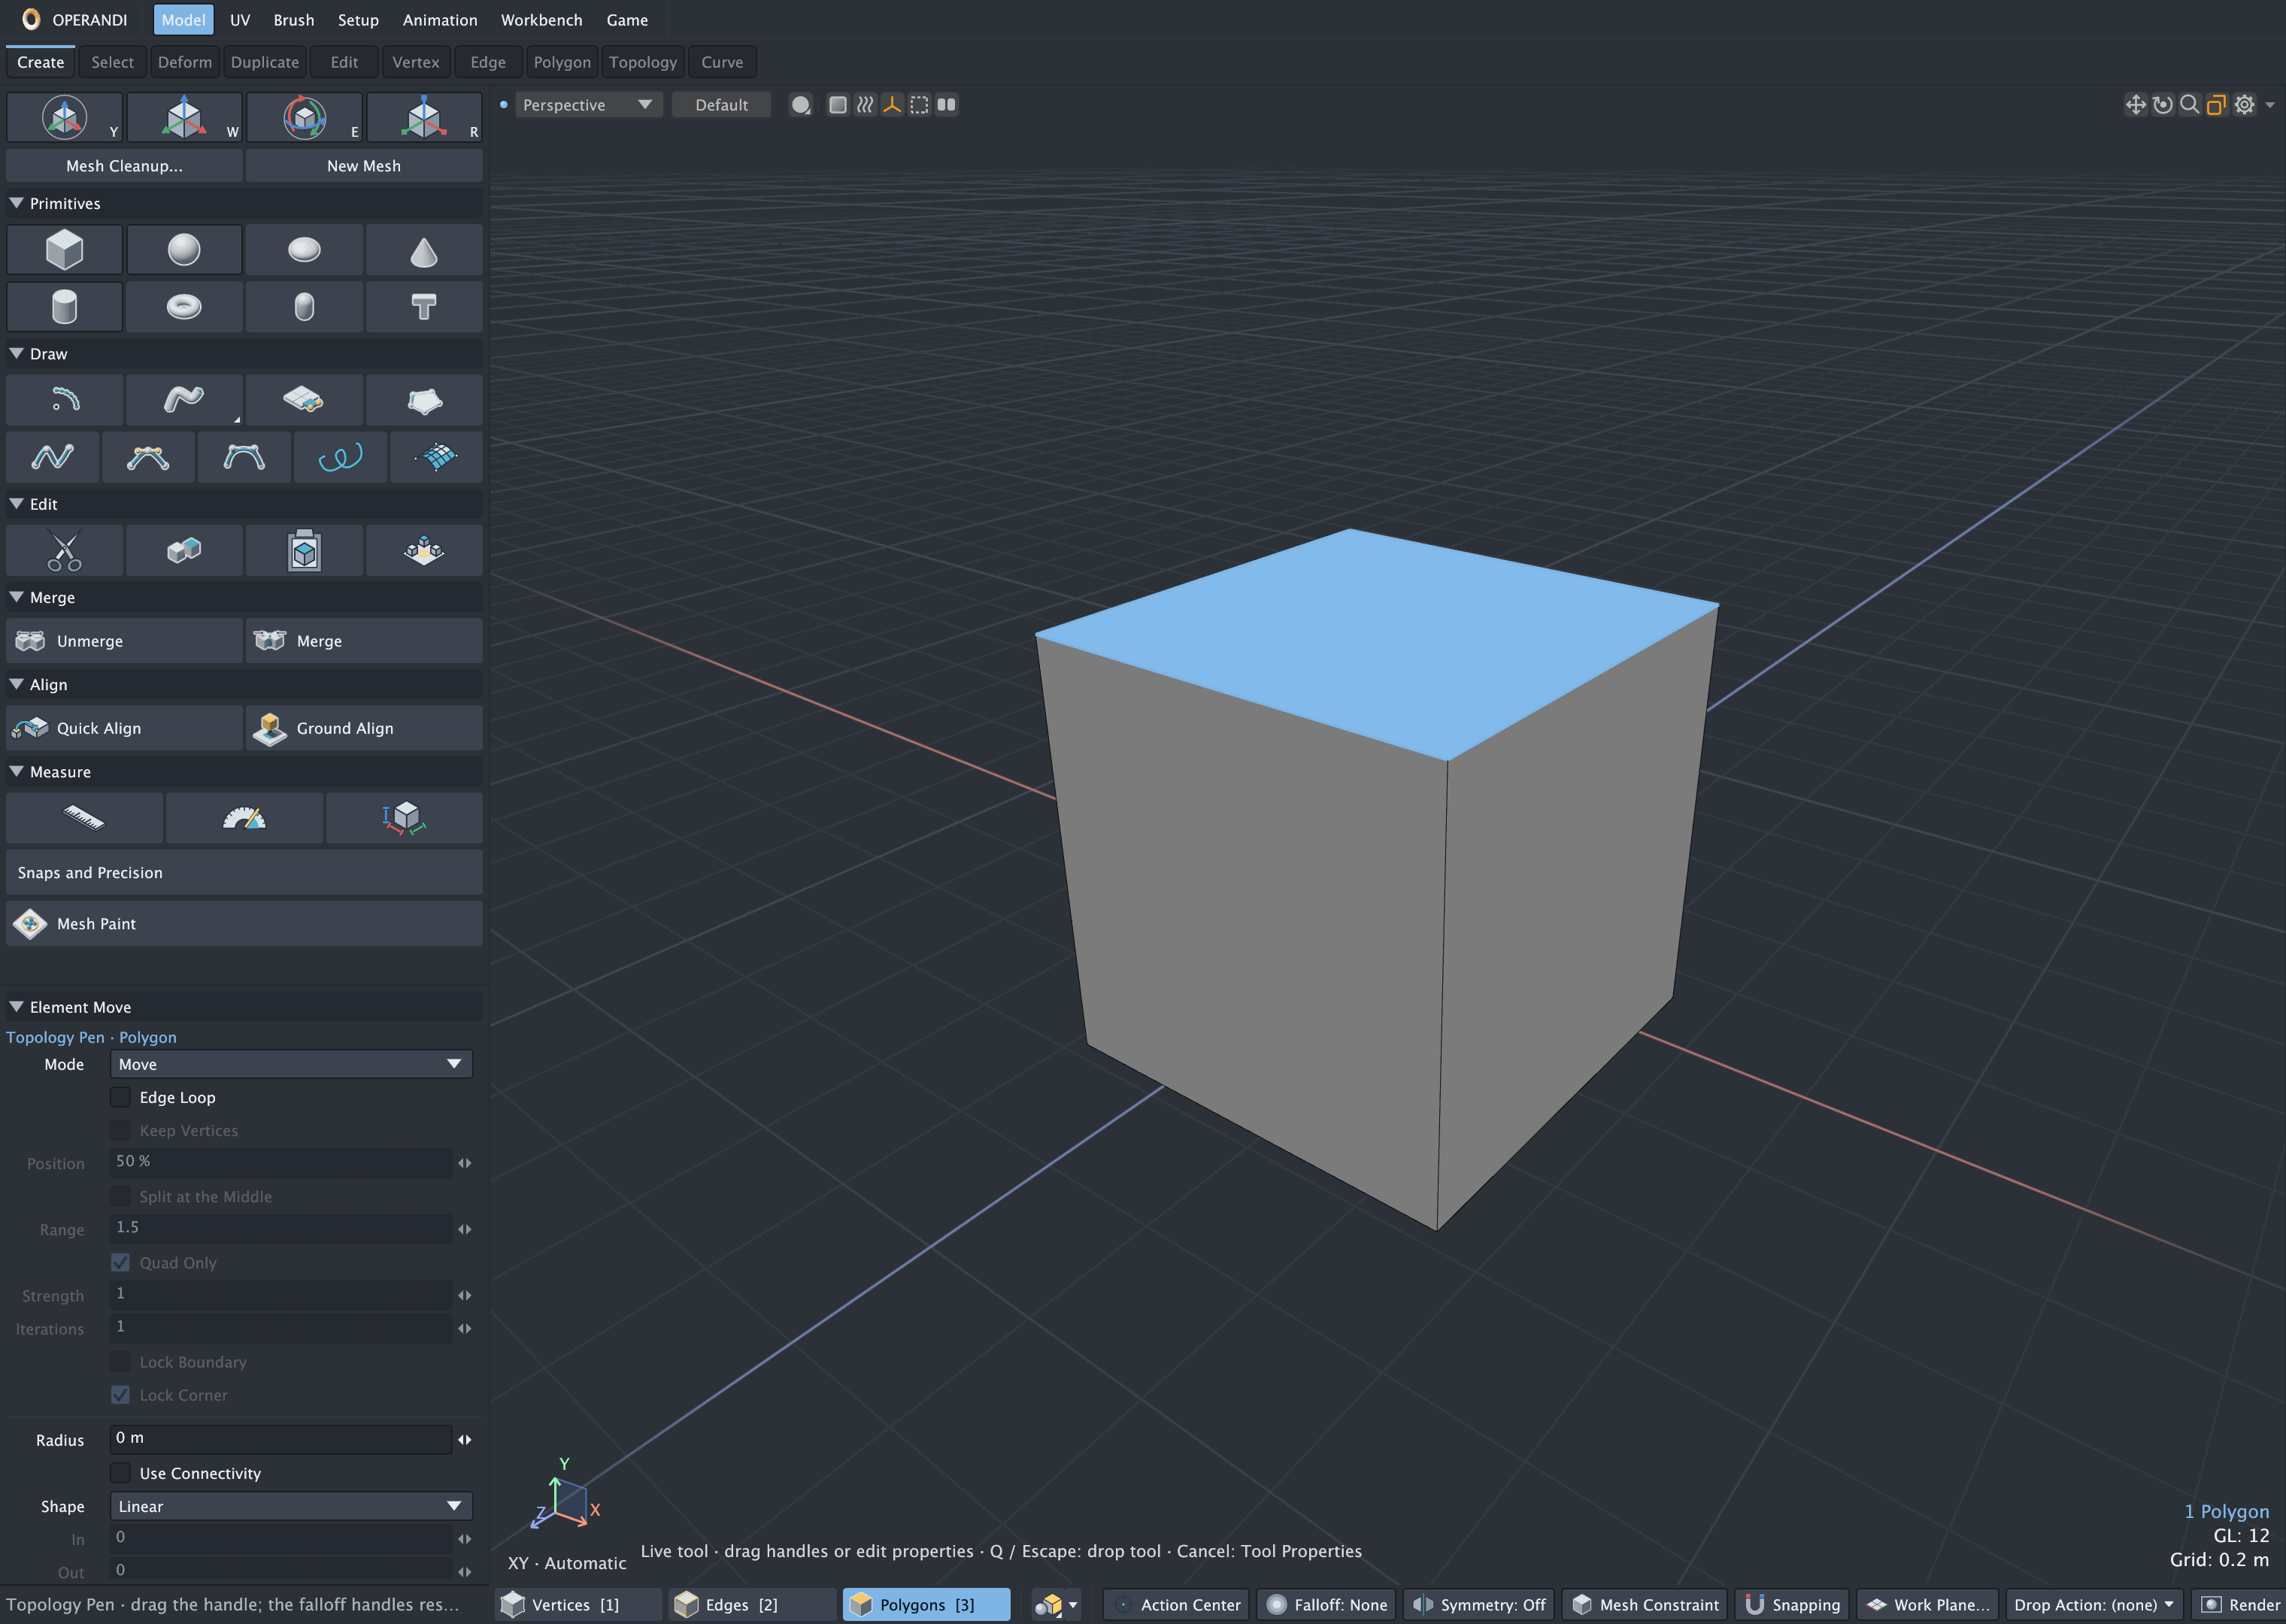 OPERANDI Model UV Brush Setup Animation Workbench Game
Create Select Deform Duplicate Edit Vertex Edge Polygon Topology Curve
Y W E R
Perspective Default
Mesh Cleanup... New Mesh
Primitives
Draw
Edit
Merge
Unmerge Merge
Align
Quick Align Ground Align
Measure
Snaps and Precision
Mesh Paint
Element Move
Topology Pen · Polygon
Mode Move
Edge Loop
Keep Vertices
Position 50 %
Split at the Middle
Range 1.5
Quad Only
Strength 1
Iterations 1
Lock Boundary
Lock Corner
Radius 0 m
Use Connectivity
Shape Linear
In 0
Out 0
Y
Z X
XY · Automatic
Live tool · drag handles or edit properties · Q / Escape: drop tool · Cancel: Tool Properties
1 Polygon
GL: 12
Grid: 0.2 m
Topology Pen · drag the handle; the falloff handles res...
Vertices [1] Edges [2] Polygons [3] Action Center Falloff: None Symmetry: Off Mesh Constraint Snapping Work Plane... Drop Action: (none) Render